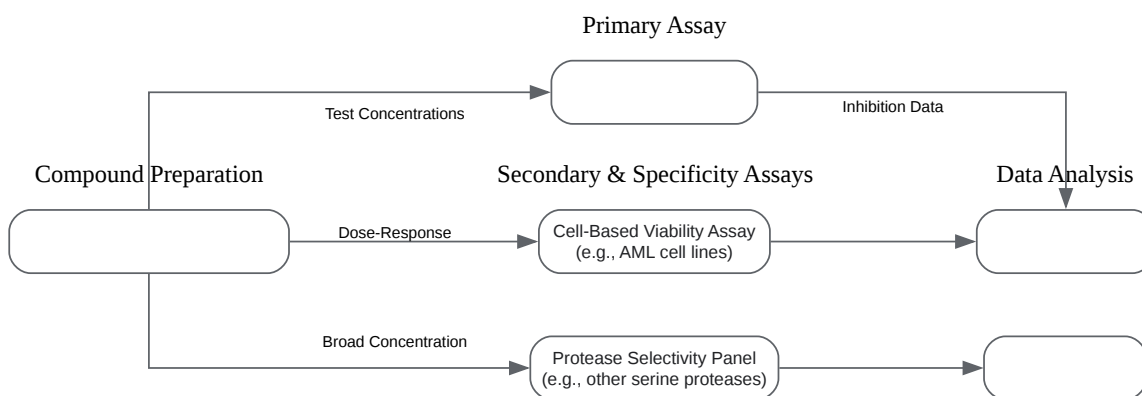 Primary Assay
Test Concentrations
Inhibition Data
Compound Preparation
Secondary & Specificity Assays
Data Analysis
Dose-Response
Cell-Based Viability Assay
(e.g., AML cell lines)
Broad Concentration
Protease Selectivity Panel
(e.g., other serine proteases)